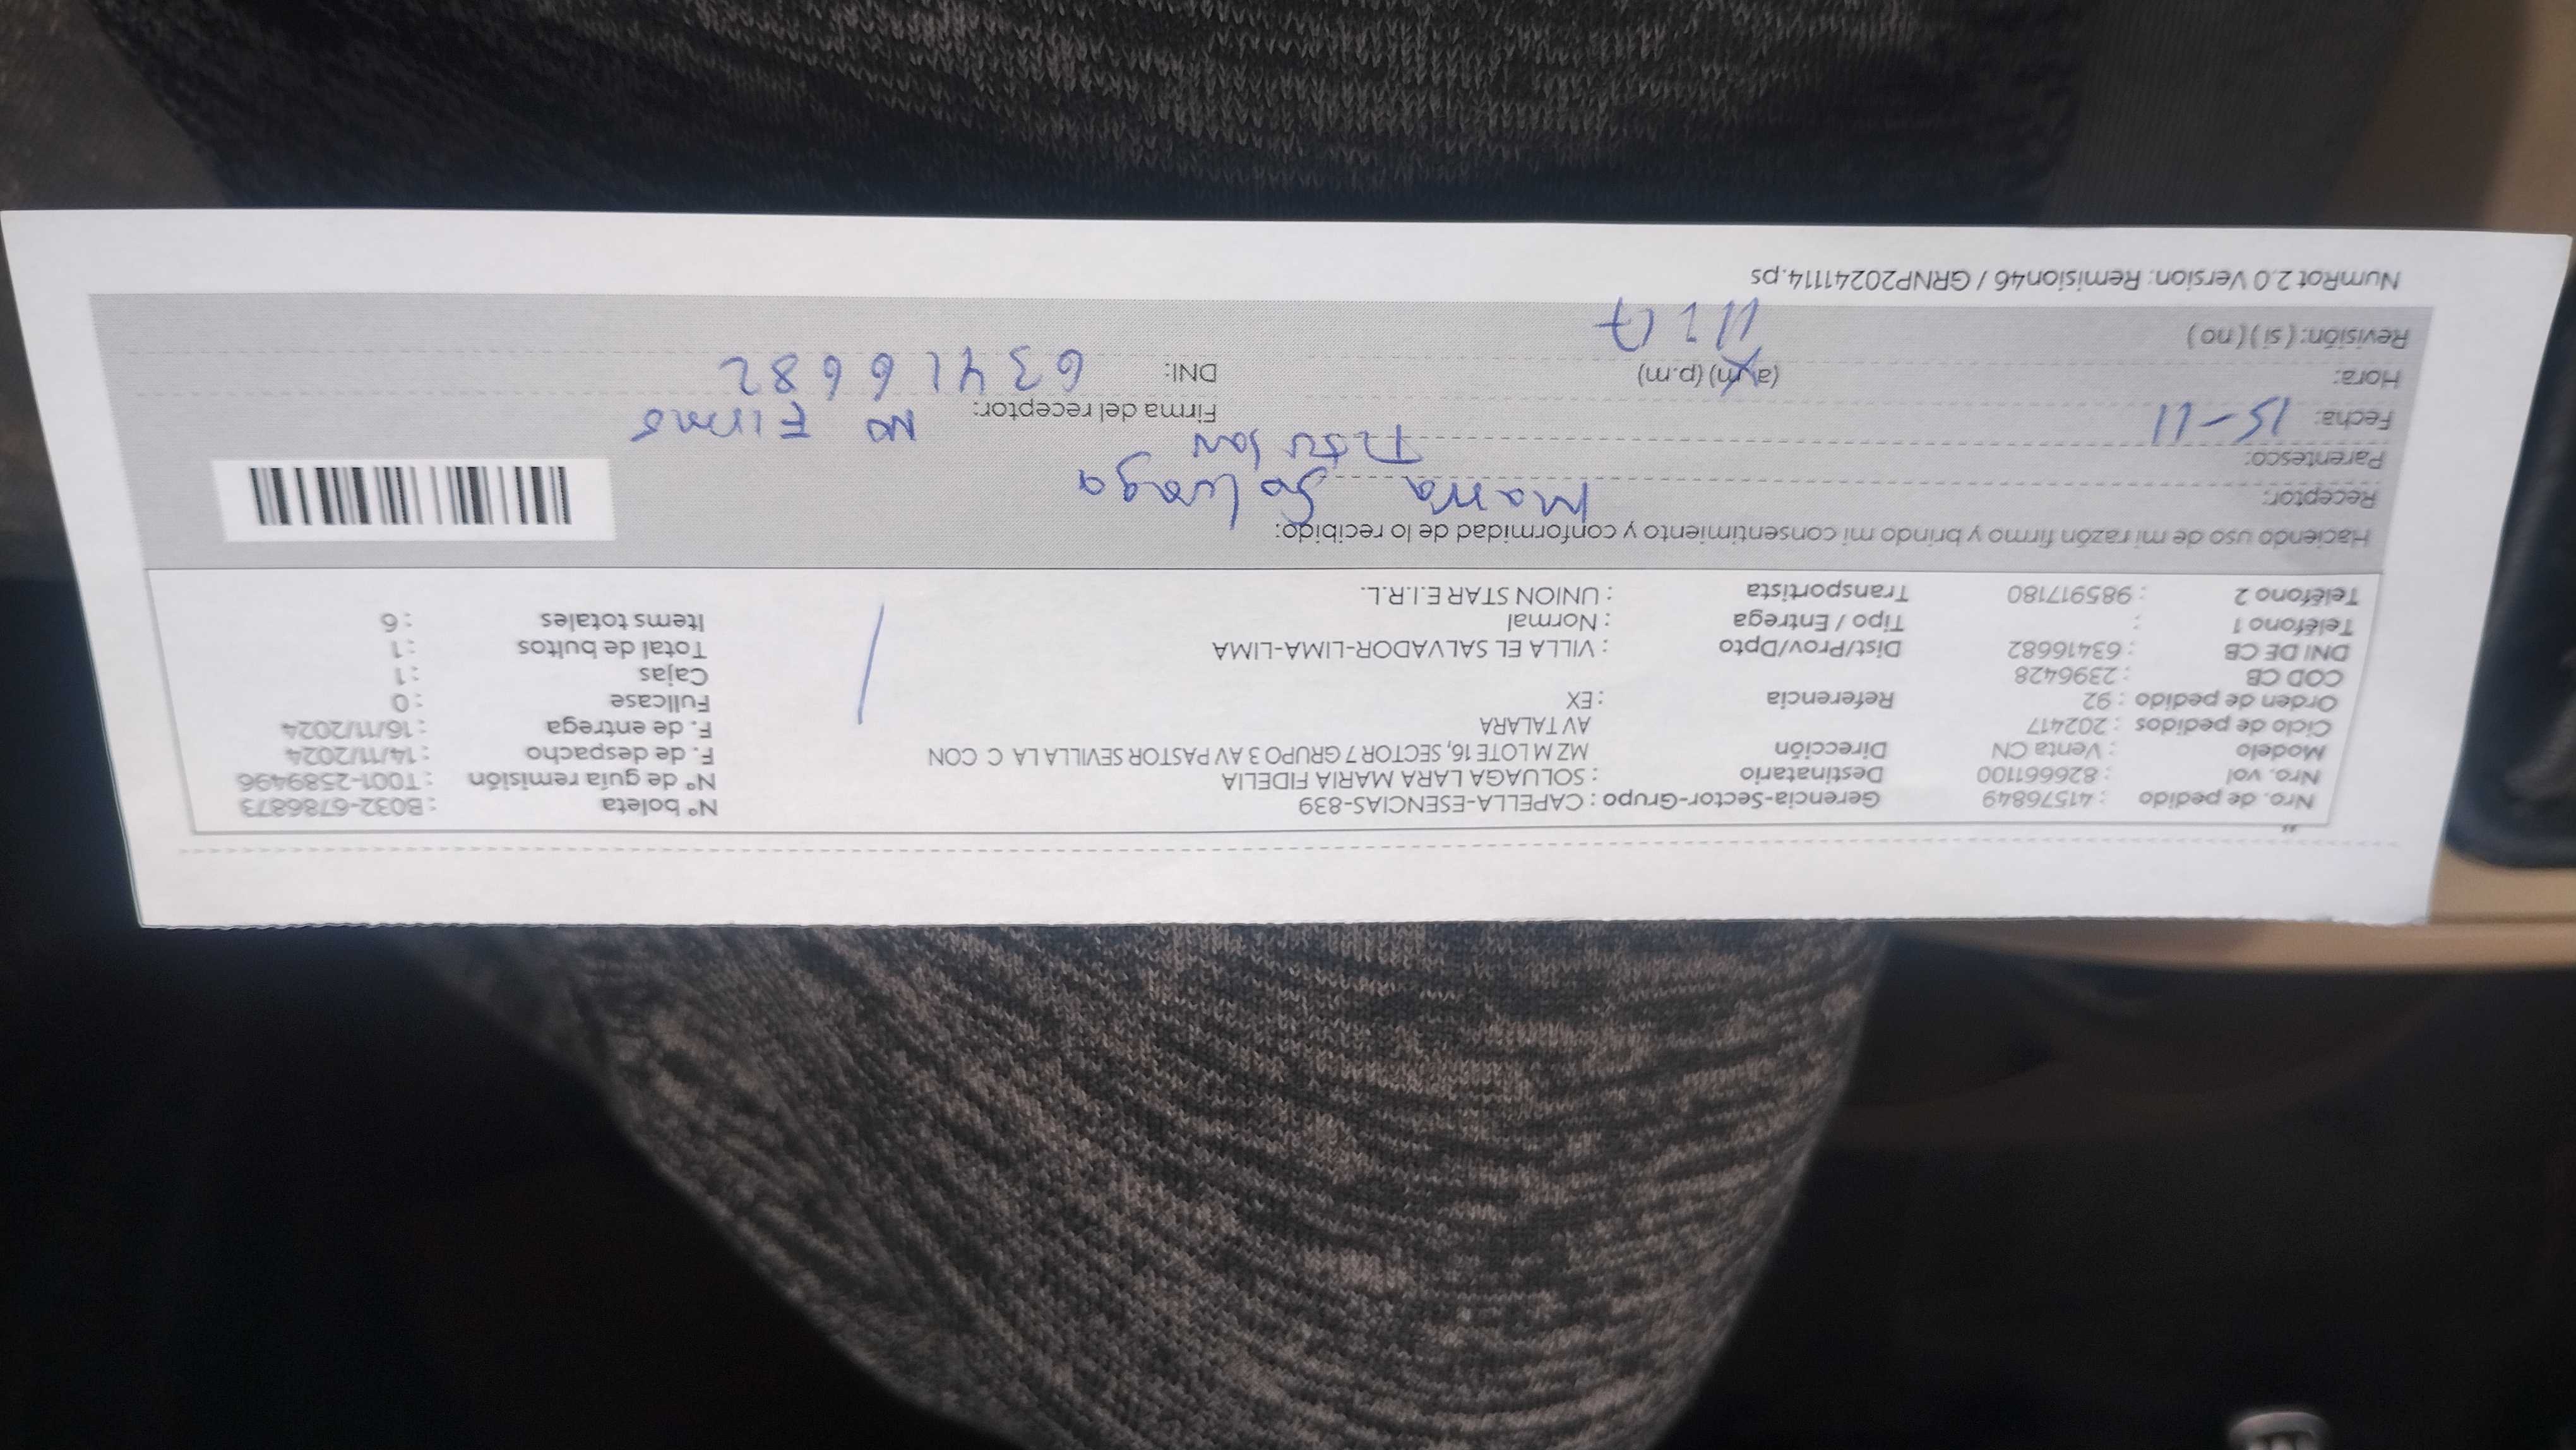 Nro. de pedido : 41576849 Gerencia-Sector-Grupo : CAPELLA-ESENCIAS-839 N° boleta : B032-6786873
Nro. vol : 826661100 Destinatario : SOLUAGA LARA MARIA FIDELIA N° de guía remisión : T001-2589496
Modelo : Venta CN Dirección MZ M LOTE 16, SECTOR 7 GRUPO 3 AV PASTOR SEVILLA LA C CON F. de despacho : 14/11/2024
Ciclo de pedidos : 202417 AV TALARA F. de entrega : 16/11/2024
Orden de pedido : 92 Referencia : EX Fullcase : 0
COD CB : 2396428 Cajas : 1
DNI DE CB : 63416682 Dist/Prov/Dpto : VILLA EL SALVADOR-LIMA-LIMA Total de bultos : 1
Teléfono 1 : Tipo / Entrega : Normal Items totales : 6
Teléfono 2 : 985917180 Transportista : UNION STAR E.I.R.L.
Haciendo uso de mi razón firmo y brindo mi consentimiento y conformidad de lo recibido:
Receptor: Maria Soluaga
Parentesco: Titular
Fecha: 15-11 Firma del receptor: NO Firmo
Hora: (a.m) (p.m) DNI: 63416682
Revisión: ( si ) ( no ) 11:17
NumRot 2.0 Version: Remision46 / GRNP20241114.ps